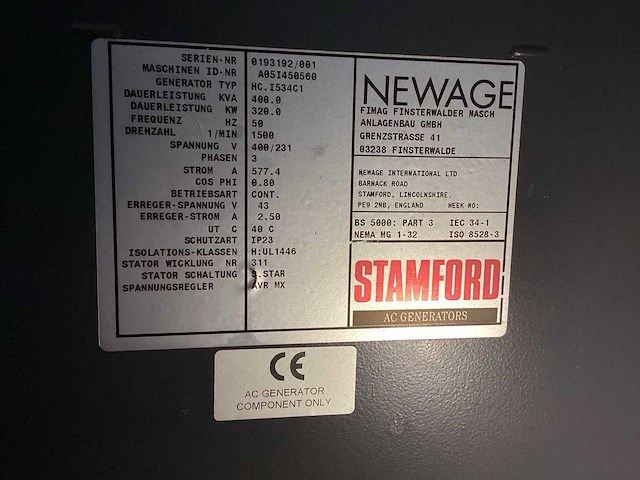 SERIEN-NR 0193192/001
MASCHINEN ID-NR A05I450560
GENERATOR TYP HC.I534C1
DAUERLEISTUNG KVA 400.0
DAUERLEISTUNG KW 320.0
FREQUENZ HZ 50
DREHZAHL 1/MIN 1500
SPANNUNG V 400/231
PHASEN 3
STROM A 577.4
COS PHI 0.80
BETRIEBSART CONT.
ERREGER-SPANNUNG V 43
ERREGER-STROM A 2.50
UT C 40 C
SCHUTZART IP23
ISOLATIONS-KLASSEN H:UL1446
STATOR WICKLUNG NR 311
STATOR SCHALTUNG S.STAR
SPANNUNGSREGLER AVR MX
NEWAGE
FIMAG FINSTERWALDER MASCH
ANLAGENBAU GMBH
GRENZSTRASSE 41
03238 FINSTERWALDE
NEWAGE INTERNATIONAL LTD
BARNACK ROAD
STAMFORD, LINCOLNSHIRE.
PE9 2NB, ENGLAND WEEK NO:
BS 5000: PART 3 IEC 34-1
NEMA MG 1-32 ISO 8528-3
STAMFORD
AC GENERATORS
CE
AC GENERATOR
COMPONENT ONLY